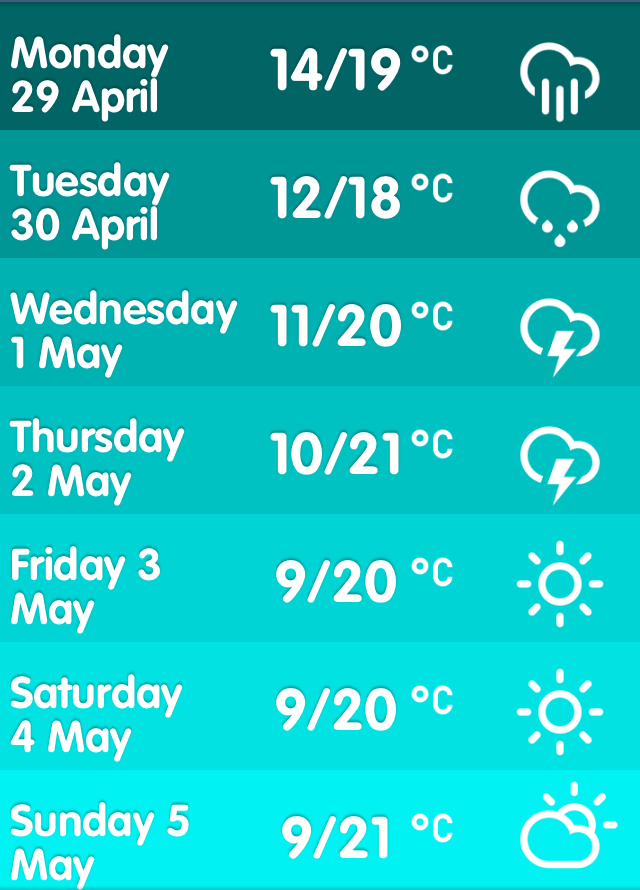 Monday
29 April
14/19 °C
Tuesday
30 April
12/18 °C
Wednesday
1 May
11/20 °C
Thursday
2 May
10/21 °C
Friday 3
May
9/20 °C
Saturday
4 May
9/20 °C
Sunday 5
May
9/21 °C